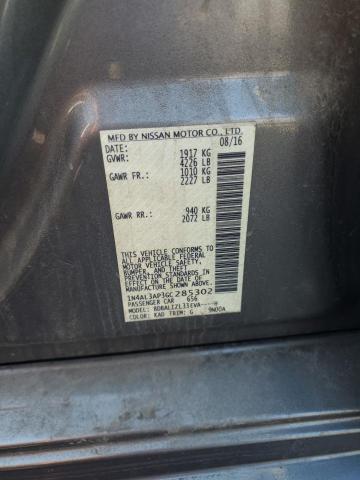 MFD BY NISSAN MOTOR CO., LTD.
DATE: 08/16
GVWR: 1917 KG
4226 LB
GAWR FR.: 1010 KG
2227 LB
GAWR RR.: 940 KG
2072 LB
THIS VEHICLE CONFORMS TO ALL
APPLICABLE FEDERAL MOTOR
VEHICLE SAFETY,
BUMPER, AND THEFT
PREVENTION STANDARDS IN
EFFECT ON THE DATE OF
MANUFACTURE SHOWN ABOVE.
1N4AL3AP3GC285302
PASSENGER CAR 656
MODEL:
COLOR: KAD TRIM: G